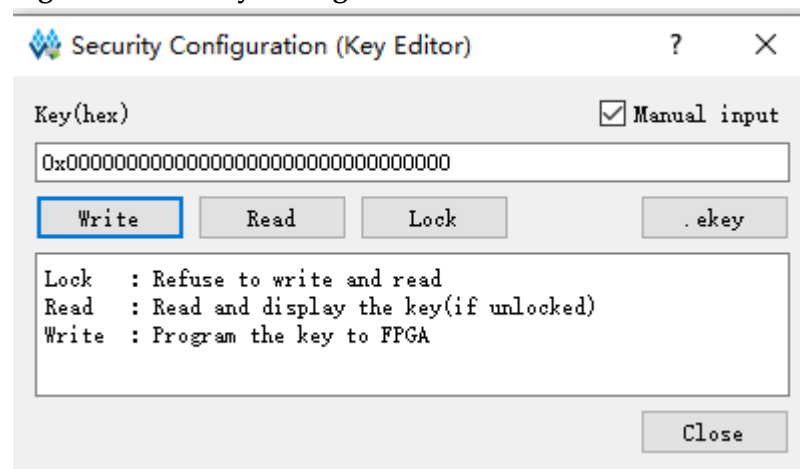 Security Configuration (Key Editor) ? ×
Key(hex) Manual input
0x00000000000000000000000000000000
Write Read Lock .ekey
Lock : Refuse to write and read
Read : Read and display the key(if unlocked)
Write : Program the key to FPGA
Close